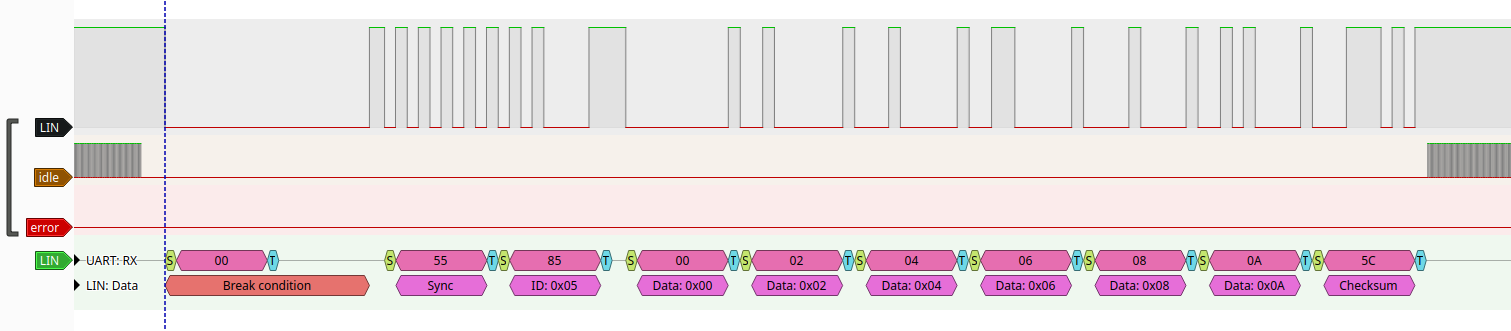 LIN
idle
error
LIN UART: RX S 00 T S 55 T S 85 T S 00 T S 02 T S 04 T S 06 T S 08 T S 0A T S 5C T
LIN: Data Break condition Sync ID: 0x05 Data: 0x00 Data: 0x02 Data: 0x04 Data: 0x06 Data: 0x08 Data: 0x0A Checksum